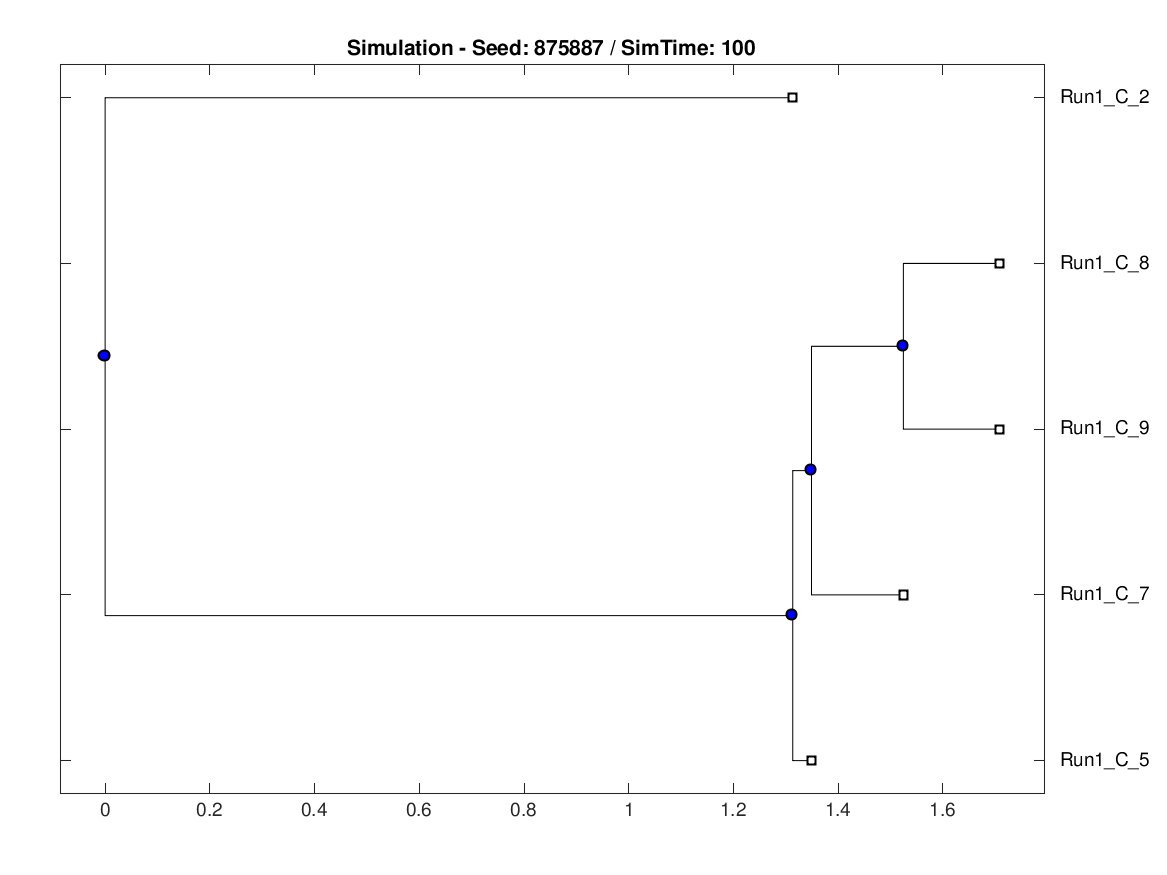 Simulation - Seed: 875887 / SimTime: 100
Run1_C_2
Run1_C_8
Run1_C_9
Run1_C_7
Run1_C_5
0 0.2 0.4 0.6 0.8 1 1.2 1.4 1.6